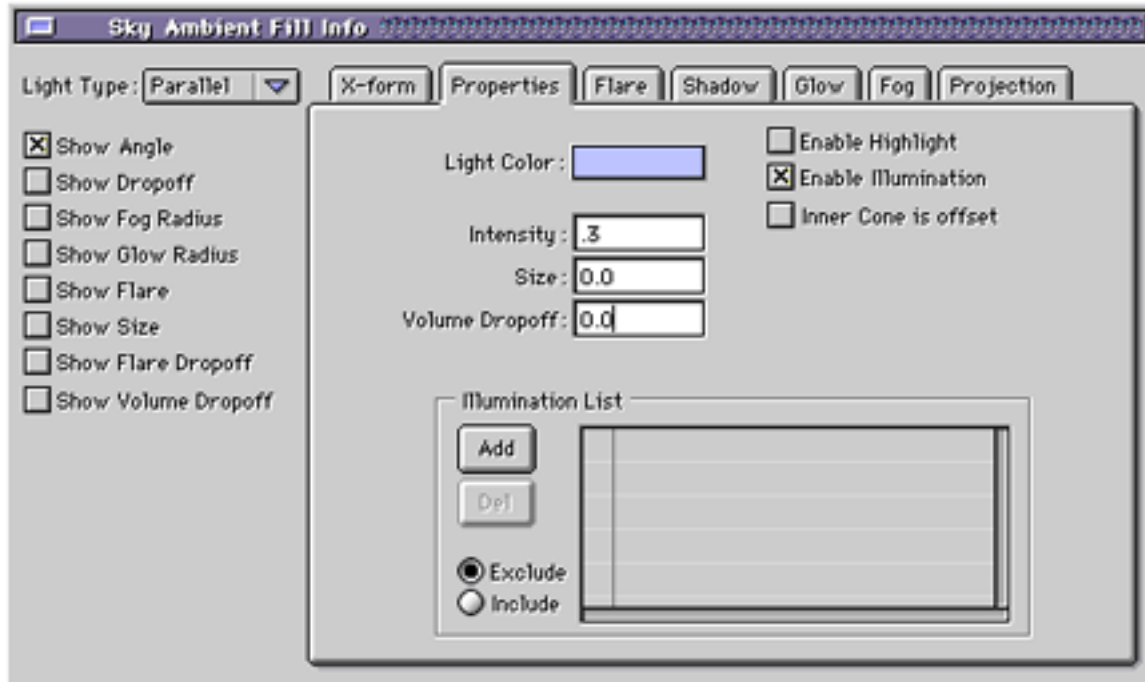 Sky Ambient Fill Info
Light Type: Parallel
X-form Properties Flare Shadow Glow Fog Projection
Show Angle
Show Dropoff
Show Fog Radius
Show Glow Radius
Show Flare
Show Size
Show Flare Dropoff
Show Volume Dropoff
Light Color:
Intensity: .3
Size: 0.0
Volume Dropoff: 0.0
Enable Highlight
Enable Illumination
Inner Cone is offset
Illumination List
Add
Del
Exclude
Include